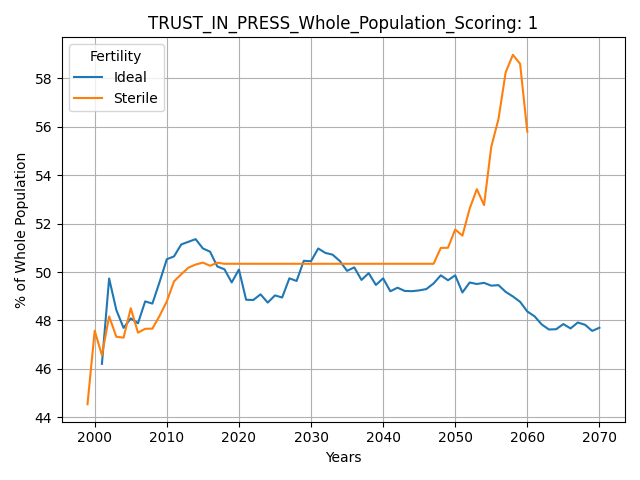 TRUST_IN_PRESS_Whole_Population_Scoring: 1
Fertility
Ideal
Sterile
% of Whole Population
58
56
54
52
50
48
46
44
2000 2010 2020 2030 2040 2050 2060 2070
Years